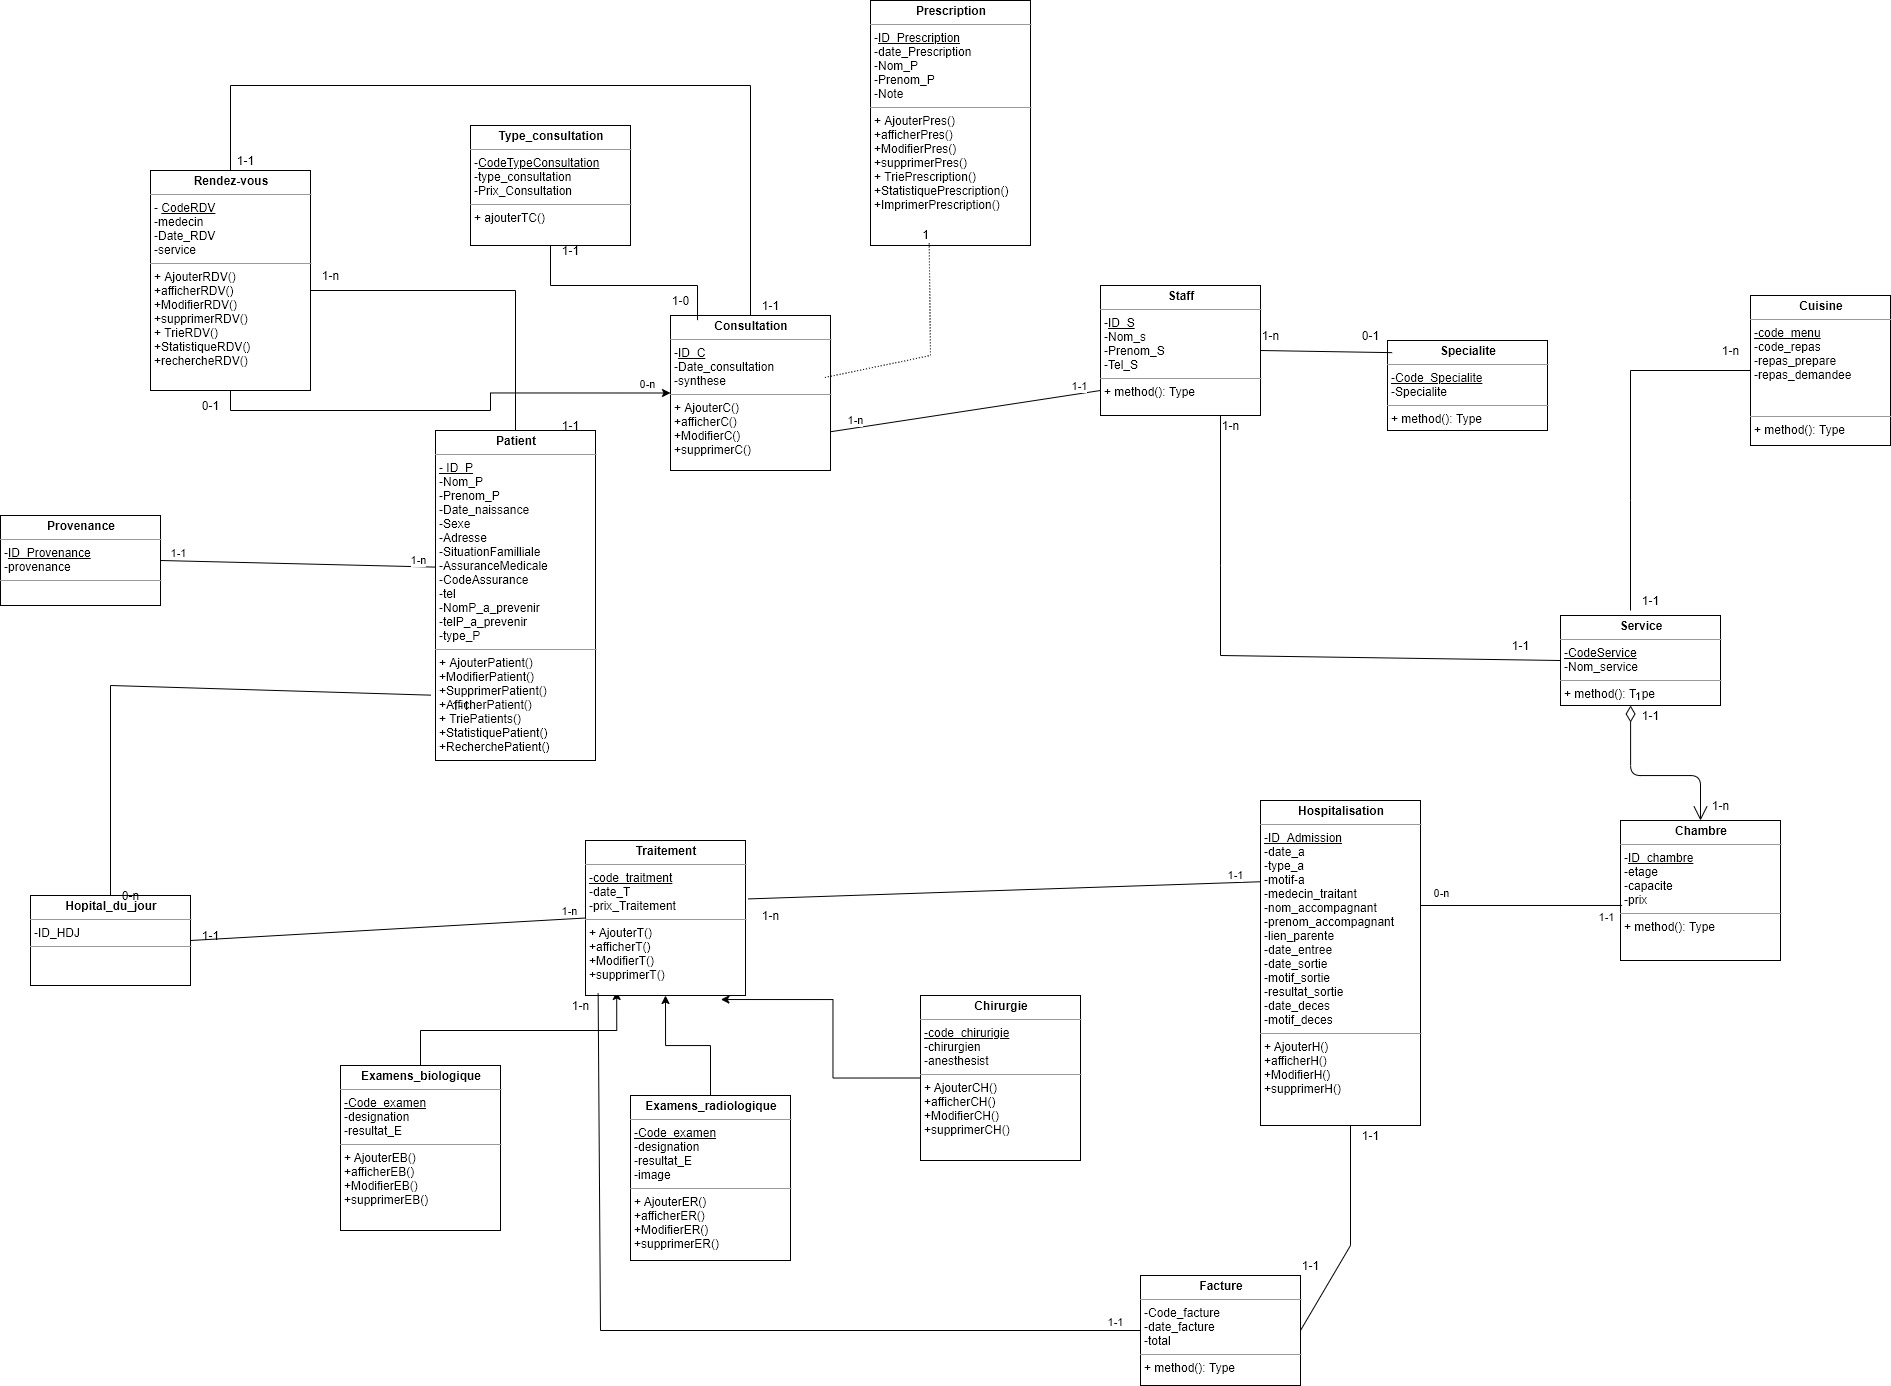 Prescription
-ID_Prescription
-date_Prescription
-Nom_P
-Prenom_P
-Note
+ AjouterPres()
+afficherPres()
+ModifierPres()
+supprimerPres()
+ TriePrescription()
+StatistiquePrescription()
+ImprimerPrescription()
1
Type_consultation
-CodeTypeConsultation
-type_consultation
-Prix_Consultation
+ ajouterTC()
1-1
1-1
Rendez-vous
- CodeRDV
-medecin
-Date_RDV
-service
+ AjouterRDV()
+afficherRDV()
+ModifierRDV()
+supprimerRDV()
+ TrieRDV()
+StatistiqueRDV()
+rechercheRDV()
1-n
0-1
1-0
1-1
Consultation
-ID_C
-Date_consultation
-synthese
+ AjouterC()
+afficherC()
+ModifierC()
+supprimerC()
0-n
1-n
1-1
Staff
-ID_S
-Nom_s
-Prenom_S
-Tel_S
+ method(): Type
1-n
0-1
1-n
Specialite
-Code_Specialite
-Specialite
+ method(): Type
Cuisine
-code_menu
-code_repas
-repas_prepare
-repas_demandee
+ method(): Type
1-n
1-1
Patient
- ID_P
-Nom_P
-Prenom_P
-Date_naissance
-Sexe
-Adresse
-SituationFamilliale
-AssuranceMedicale
-CodeAssurance
-tel
-NomP_a_prevenir
-telP_a_prevenir
-type_P
+ AjouterPatient()
+ModifierPatient()
+SupprimerPatient()
+AfficherPatient()
1-1
+ TriePatients()
+StatistiquePatient()
+RecherchePatient()
Provenance
-ID_Provenance
-provenance
1-1
1-n
1-1
1-1
Service
-CodeService
-Nom_service
+ method(): Type
1
1-1
1-n
Chambre
-ID_chambre
-etage
-capacite
-prix
+ method(): Type
0-n
1-1
Hospitalisation
-ID_Admission
-date_a
-type_a
-motif-a
-medecin_traitant
-nom_accompagnant
-prenom_accompagnant
-lien_parente
-date_entree
-date_sortie
-motif_sortie
-resultat_sortie
-date_deces
-motif_deces
+ AjouterH()
+afficherH()
+ModifierH()
+supprimerH()
1-1
1-1
Traitement
-code_traitment
-date_T
-prix_Traitement
+ AjouterT()
+afficherT()
+ModifierT()
+supprimerT()
1-n
1-n
1-n
0-n
Hopital_du_jour
-ID_HDJ
1-1
Chirurgie
-code_chirurigie
-chirurgien
-anesthesist
+ AjouterCH()
+afficherCH()
+ModifierCH()
+supprimerCH()
Examens_biologique
-Code_examen
-designation
-resultat_E
+ AjouterEB()
+afficherEB()
+ModifierEB()
+supprimerEB()
Examens_radiologique
-Code_examen
-designation
-resultat_E
-image
+ AjouterER()
+afficherER()
+ModifierER()
+supprimerER()
1-1
1-1
Facture
-Code_facture
-date_facture
-total
+ method(): Type